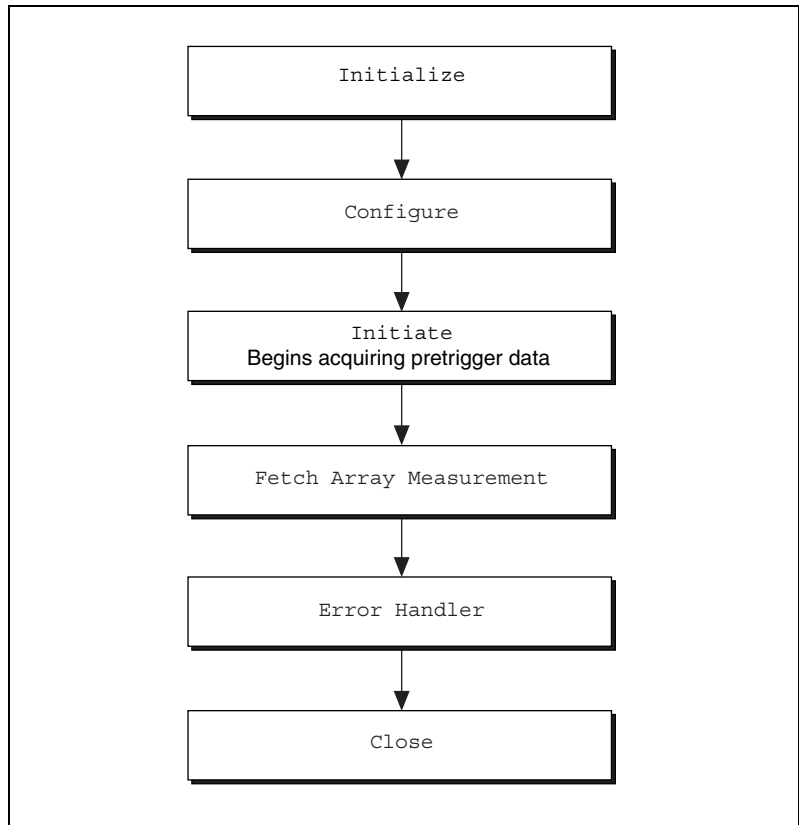 Initialize
Configure
Initiate
Begins acquiring pretrigger data
Fetch Array Measurement
Error Handler
Close